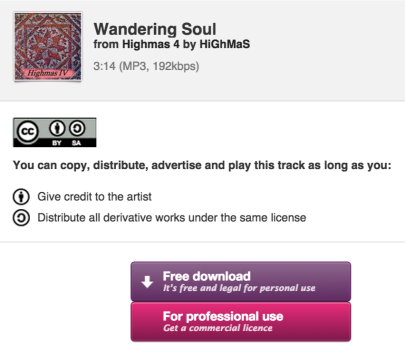 Wandering Soul
from Highmas 4 by HiGhMaS
3:14 (MP3, 192kbps)
Highmas IV
cc
BY SA
You can copy, distribute, advertise and play this track as long as you:
Give credit to the artist
Distribute all derivative works under the same license
Free download
It's free and legal for personal use
For professional use
Get a commercial licence